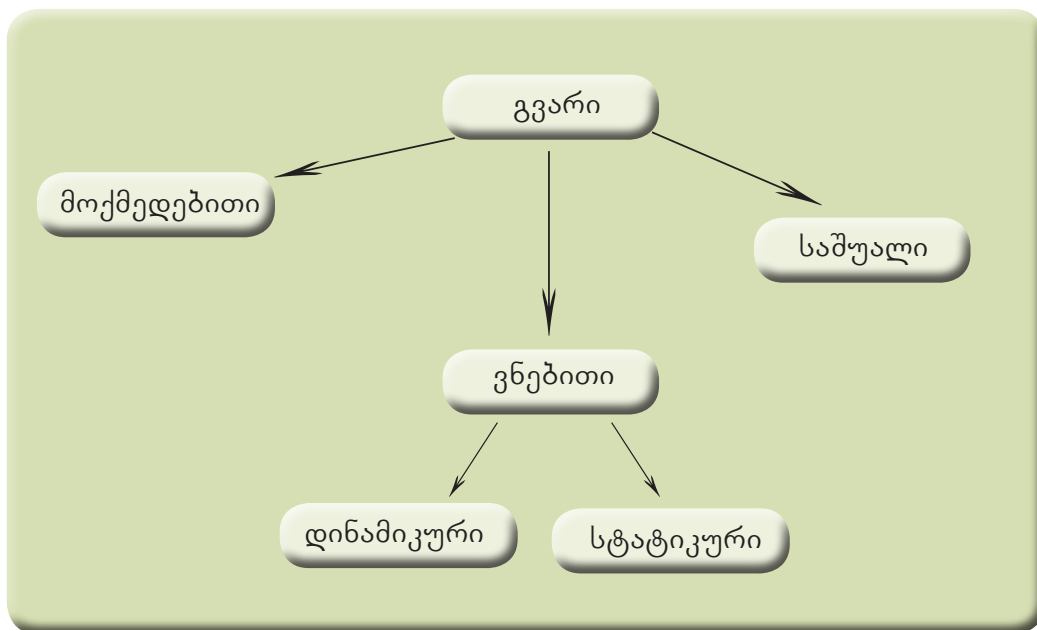 გვარი
მოქმედებითი
საშუალი
ვნებითი
დინამიკური
სტატიკური